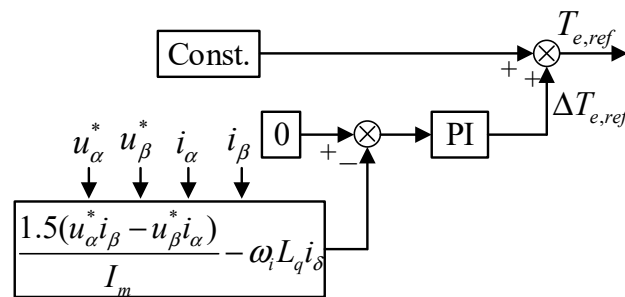 T_{e,ref}
Const.
+ +
ΔT_{e,ref}
0
PI
+ −
u_α^* u_β^* i_α i_β
\frac{1.5(u_α^* i_β − u_β^* i_α)}{I_m} − ω_i L_q i_δ